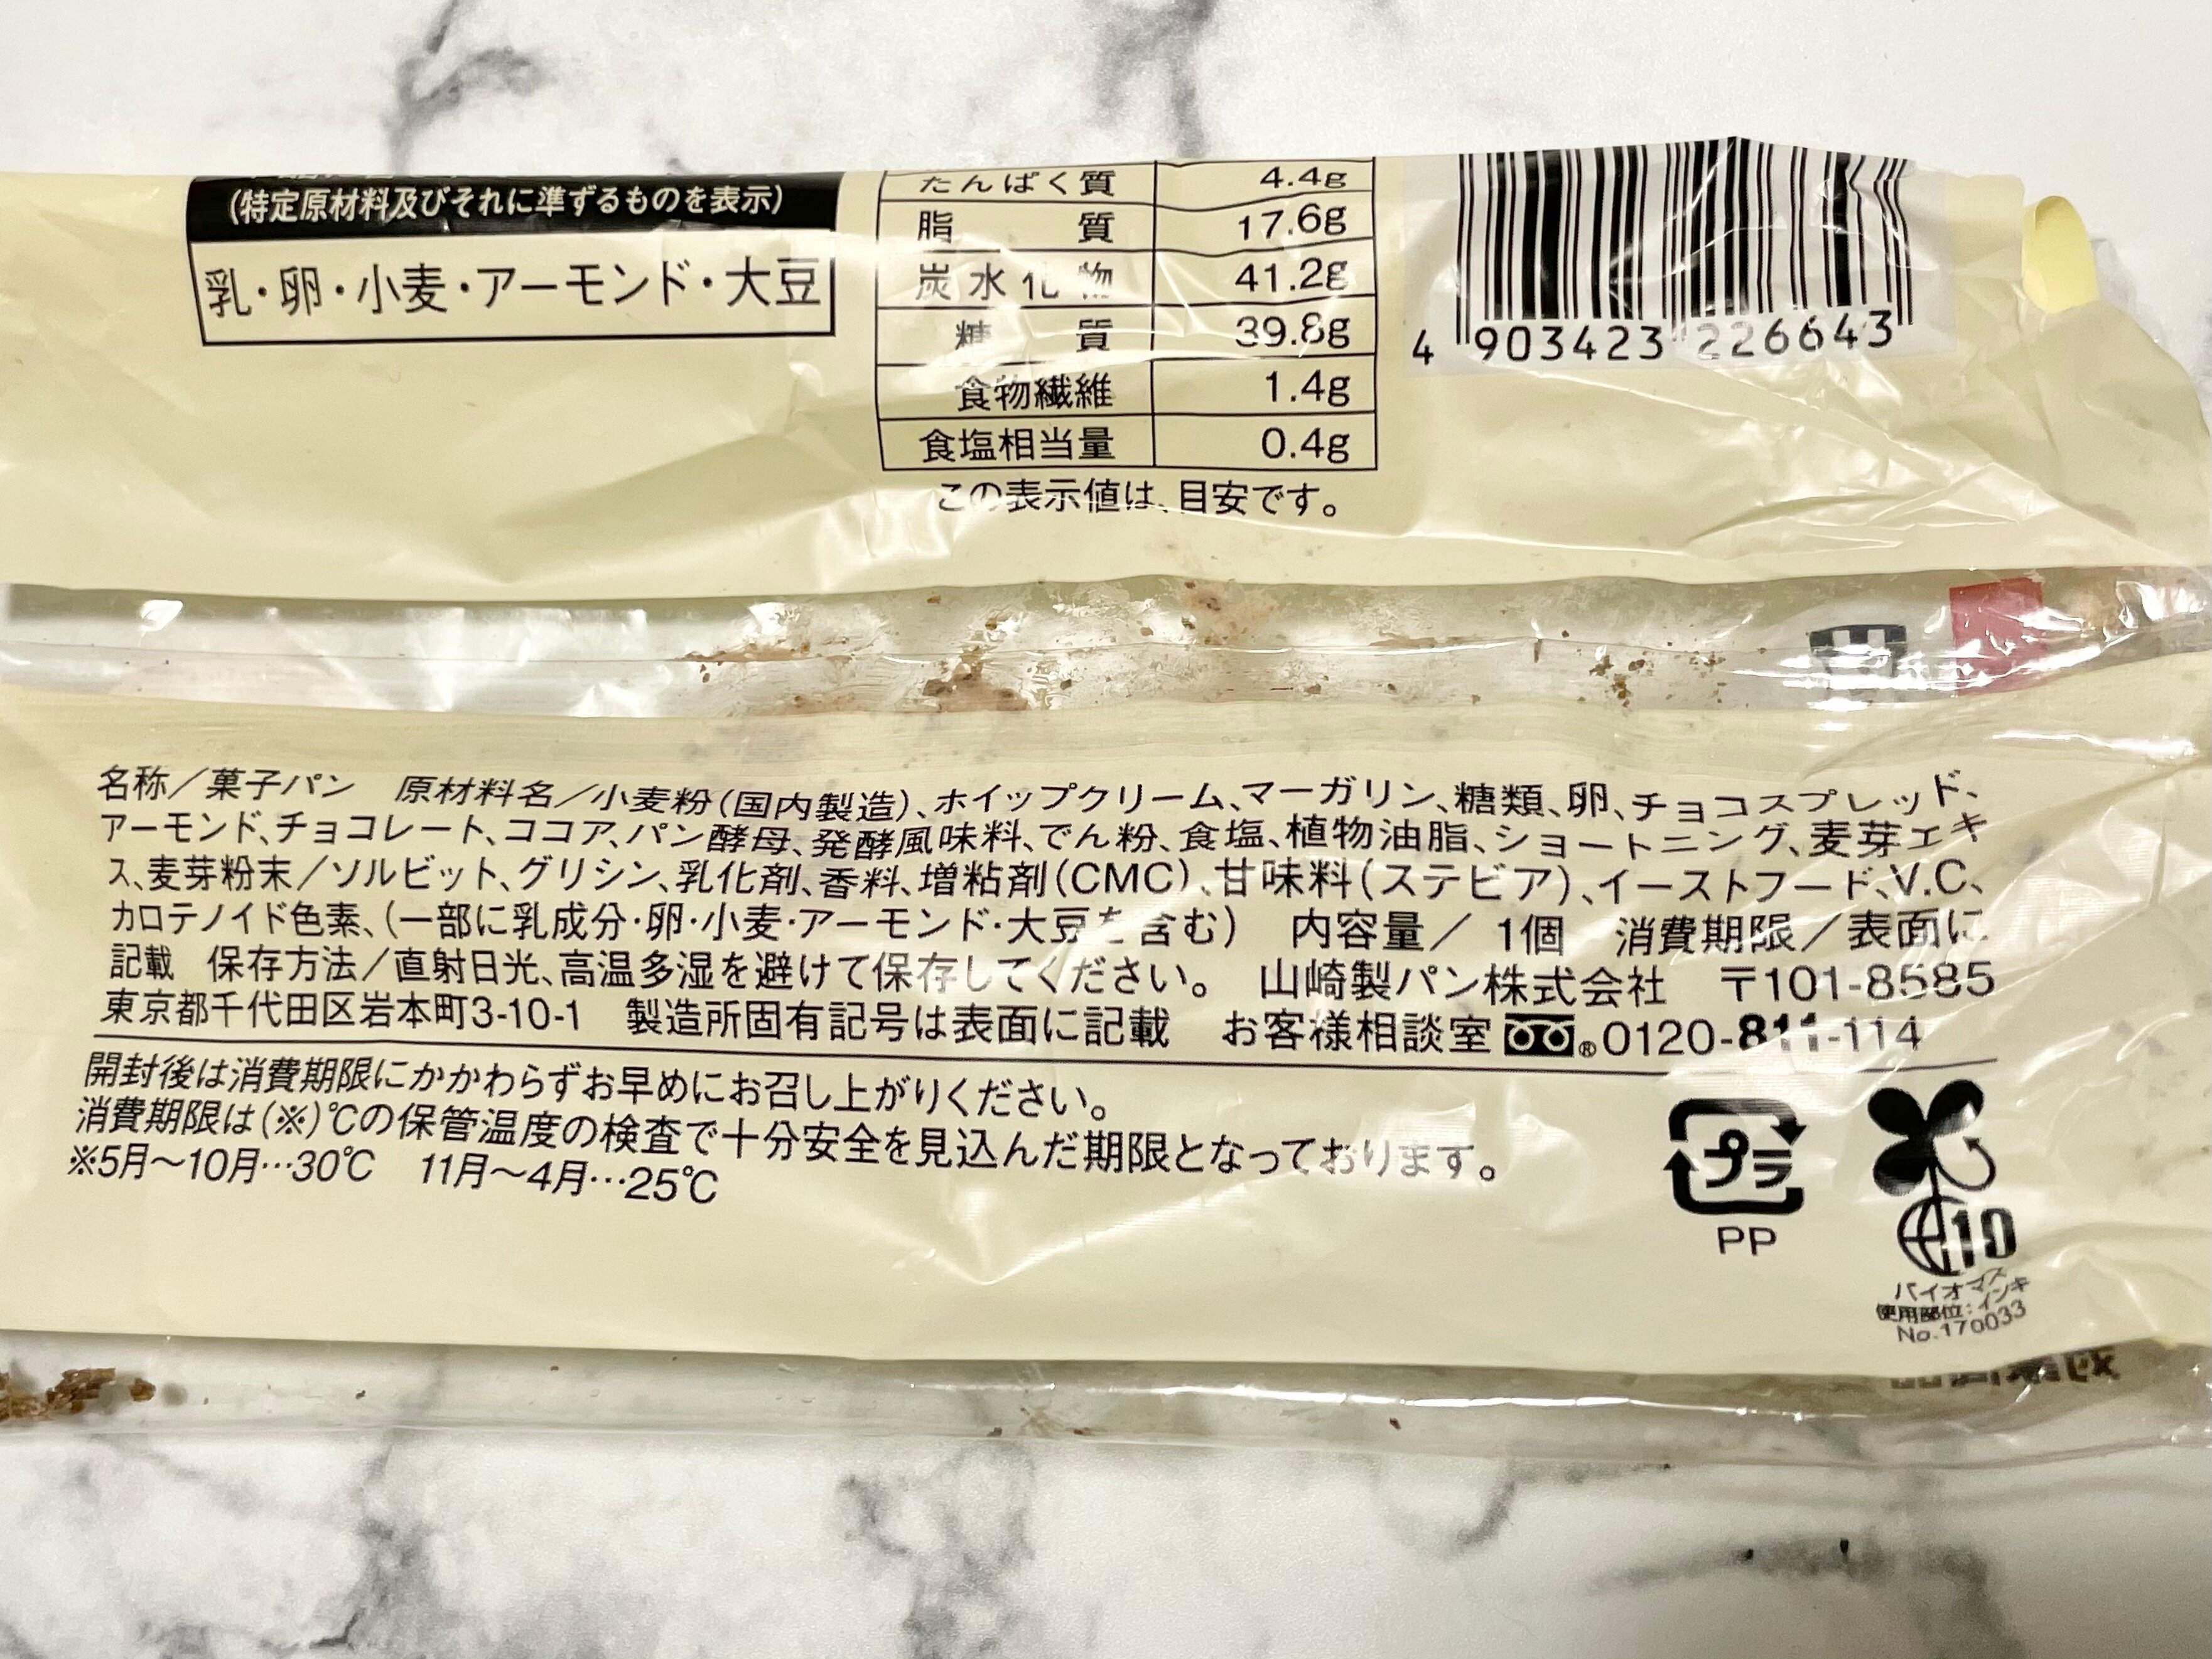 (特定原材料及びそれに準ずるものを表示)
乳・卵・小麦・アーモンド・大豆
たんぱく質 4.4g
脂質 17.6g
炭水化物 41.2g
糖質 39.8g
食物繊維 1.4g
食塩相当量 0.4g
この表示値は、目安です。
4 903423 226643
名称／菓子パン 原材料名／小麦粉(国内製造)、ホイップクリーム、マーガリン、糖類、卵、チョコスプレッド、
アーモンド、チョコレート、ココア、パン酵母、発酵風味料、でん粉、食塩、植物油脂、ショートニング、麦芽エキ
ス、麦芽粉末／ソルビット、グリシン、乳化剤、香料、増粘剤(CMC)、甘味料(ステビア)、イーストフード、V.C、
カロテノイド色素、(一部に乳成分・卵・小麦・アーモンド・大豆を含む) 内容量／ 1個 消費期限／表面に
記載 保存方法／直射日光、高温多湿を避けて保存してください。 山崎製パン株式会社 〒101-8585
東京都千代田区岩本町3-10-1 製造所固有記号は表面に記載 お客様相談室 ®0120-811-114
開封後は消費期限にかかわらずお早めにお召し上がりください。
消費期限は(※)℃の保管温度の検査で十分安全を見込んだ期限となっております。
※5月～10月…30℃ 11月～4月…25℃
プラ
PP
10
バイオマス
使用部位：インキ
No.170033